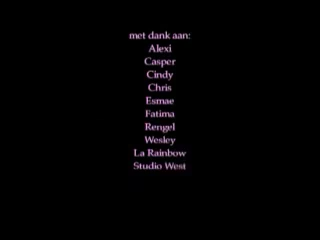 met dank aan:
Alexi
Casper
Cindy
Chris
Esmae
Fatima
Rengel
Wesley
La Rainbow
Studio West